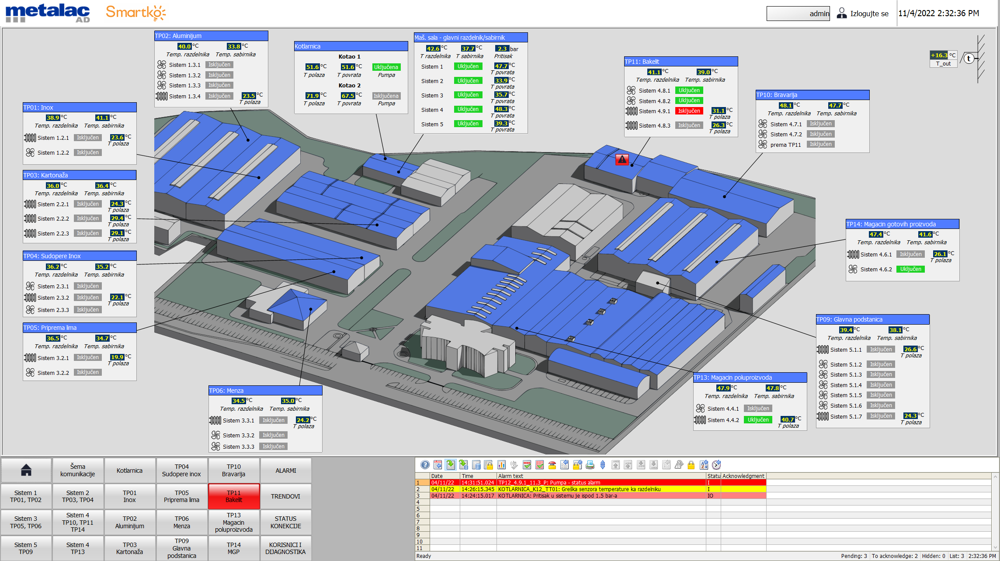 metalac AD
Smartko
admin
Izlogujte se
11/4/2022 2:32:36 PM
TP02: Aluminijum
40.0 °C 33.8 °C
Temp. razdelnika Temp. sabirnika
Sistem 1.3.1 Isključen
Sistem 1.3.2 Isključen
Sistem 1.3.3 Isključen
Sistem 1.3.4 Isključen 23.5 °C
T polaza
Kotlarnica
Kotao 1
51.6 °C 51.6 °C Uključena
T polaza T povrata Pumpa
Kotao 2
71.9 °C 67.5 °C Isključena
T polaza T povrata Pumpa
Maš. sala - glavni razdelnik/sabirnik
42.6 °C 37.7 °C 2.3 bar
T razdelnika T sabirnika Pritisak
Sistem 1 Uključen 47.7 °C
T povrata
Sistem 2 Uključen 33.9 °C
T povrata
Sistem 3 Uključen 35.7 °C
T povrata
Sistem 4 Uključen 48.3 °C
T povrata
Sistem 5 Uključen 39.3 °C
T povrata
TP11: Bakelit
41.1 °C 39.0 °C
Temp. razdelnika Temp. sabirnika
Sistem 4.8.1 Uključen
Sistem 4.8.2 Uključen
Sistem 4.9.1 Isključen 31.1 °C
T polaza
Sistem 4.8.3 Isključen 26.3 °C
T polaza
+16.3 °C
T_out
t
TP10: Bravarija
48.1 °C 47.7 °C
Temp. razdelnika Temp. sabirnika
Sistem 4.7.1 Isključen
Sistem 4.7.2 Isključen
prema TP11 Isključen
TP01: Inox
38.9 °C 41.1 °C
Temp. razdelnika Temp. sabirnika
Sistem 1.2.1 Isključen 23.6 °C
T polaza
Sistem 1.2.2 Isključen
TP03: Kartonaža
36.0 °C 36.4 °C
Temp. razdelnika Temp. sabirnika
Sistem 2.2.1 Isključen 24.3 °C
T polaza
Sistem 2.2.2 Isključen 29.4 °C
T polaza
Sistem 2.2.3 Isključen 29.1 °C
T polaza
TP04: Sudopere Inox
36.2 °C 35.2 °C
Temp. razdelnika Temp. sabirnika
Sistem 2.3.1 Isključen
Sistem 2.3.2 Isključen 22.1 °C
T polaza
Sistem 2.3.3 Isključen
TP05: Priprema lima
36.5 °C 34.7 °C
Temp. razdelnika Temp. sabirnika
Sistem 3.2.1 Isključen 19.9 °C
T polaza
Sistem 3.2.2 Isključen
TP06: Menza
34.5 °C 35.0 °C
Temp. razdelnika Temp. sabirnika
Sistem 3.3.1 Isključen 24.2 °C
T polaza
Sistem 3.3.2 Isključen
Sistem 3.3.3 Isključen
TP14: Magacin gotovih proizvoda
47.4 °C 41.6 °C
Temp. razdelnika Temp. sabirnika
Sistem 4.6.1 Isključen 26.1 °C
T polaza
Sistem 4.6.2 Uključen
TP09: Glavna podstanica
39.4 °C 38.1 °C
Temp. razdelnika Temp. sabirnika
Sistem 5.1.1 Isključen 26.6 °C
T polaza
Sistem 5.1.2 Isključen
Sistem 5.1.3 Isključen
Sistem 5.1.4 Isključen
Sistem 5.1.5 Isključen
Sistem 5.1.6 Isključen
Sistem 5.1.7 Isključen 24.3 °C
T polaza
TP13: Magacin poluproizvoda
47.9 °C 47.8 °C
Temp. razdelnika Temp. sabirnika
Sistem 4.4.1 Isključen
Sistem 4.4.2 Uključen 40.7 °C
T polaza
Šema
komunikacije
Kotlarnica
TP04
Sudopere inox
TP10
Bravarija
ALARMI
Sistem 1
TP01, TP02
Sistem 2
TP03, TP04
TP01
Inox
TP05
Priprema lima
TP11
Bakelit
TRENDOVI
Sistem 3
TP05, TP06
Sistem 4
TP10, TP11
TP14
TP02
Aluminijum
TP06
Menza
TP13
Magacin
poluproizvoda
STATUS
KONEKCIJE
Sistem 5
TP09
Sistem 4
TP13
TP03
Kartonaža
TP09
Glavna
podstanica
TP14
MGP
KORISNICI I
DIJAGNOSTIKA
Date Time Alarm text Statu Acknowledgment
1 04/11/22 14:31:51.024 TP12_4.9.1_11.3_P: Pumpa - status alarm I
2 04/11/22 14:26:15.345 KOTLARNICA_K12_TT01: Greška senzora temperature ka razdelniku I
3 04/11/22 14:24:15.017 KOTLARNICA: Pritisak u sistemu je ispod 1.5 bar-a IO
4
5
6
7
8
9
10
11
Ready Pending: 3 To acknowledge: 2 Hidden: 0 List: 3 2:32:36 PM